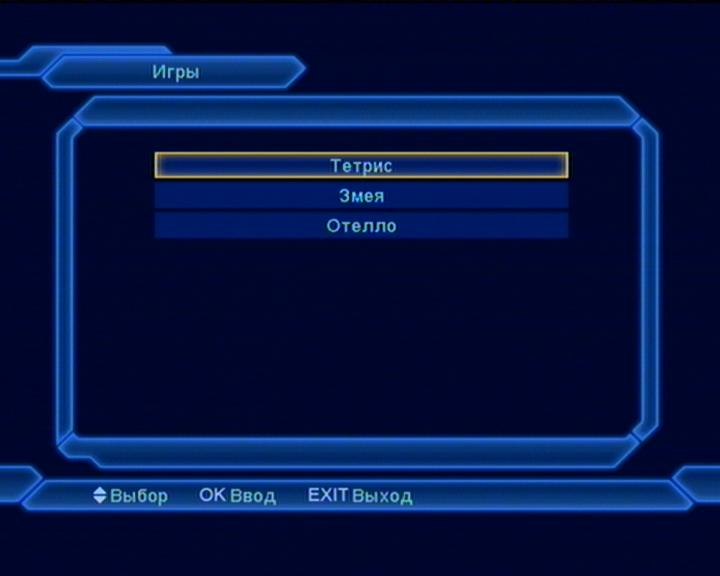 Игры
Тетрис
Змея
Отелло
Выбор OK Ввод EXIT Выход